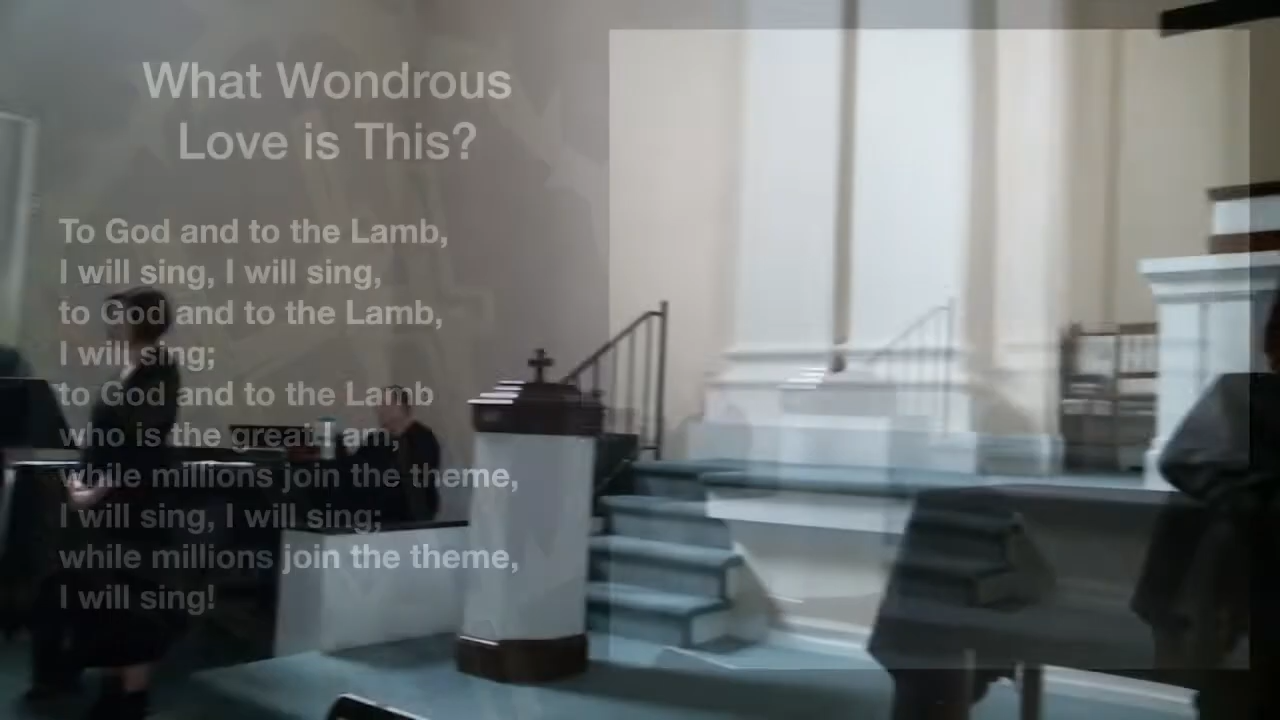 What Wondrous
Love is This?
To God and to the Lamb,
I will sing, I will sing,
to God and to the Lamb,
I will sing;
to God and to the Lamb
who is the great I am,
while millions join the theme,
I will sing, I will sing;
while millions join the theme,
I will sing!